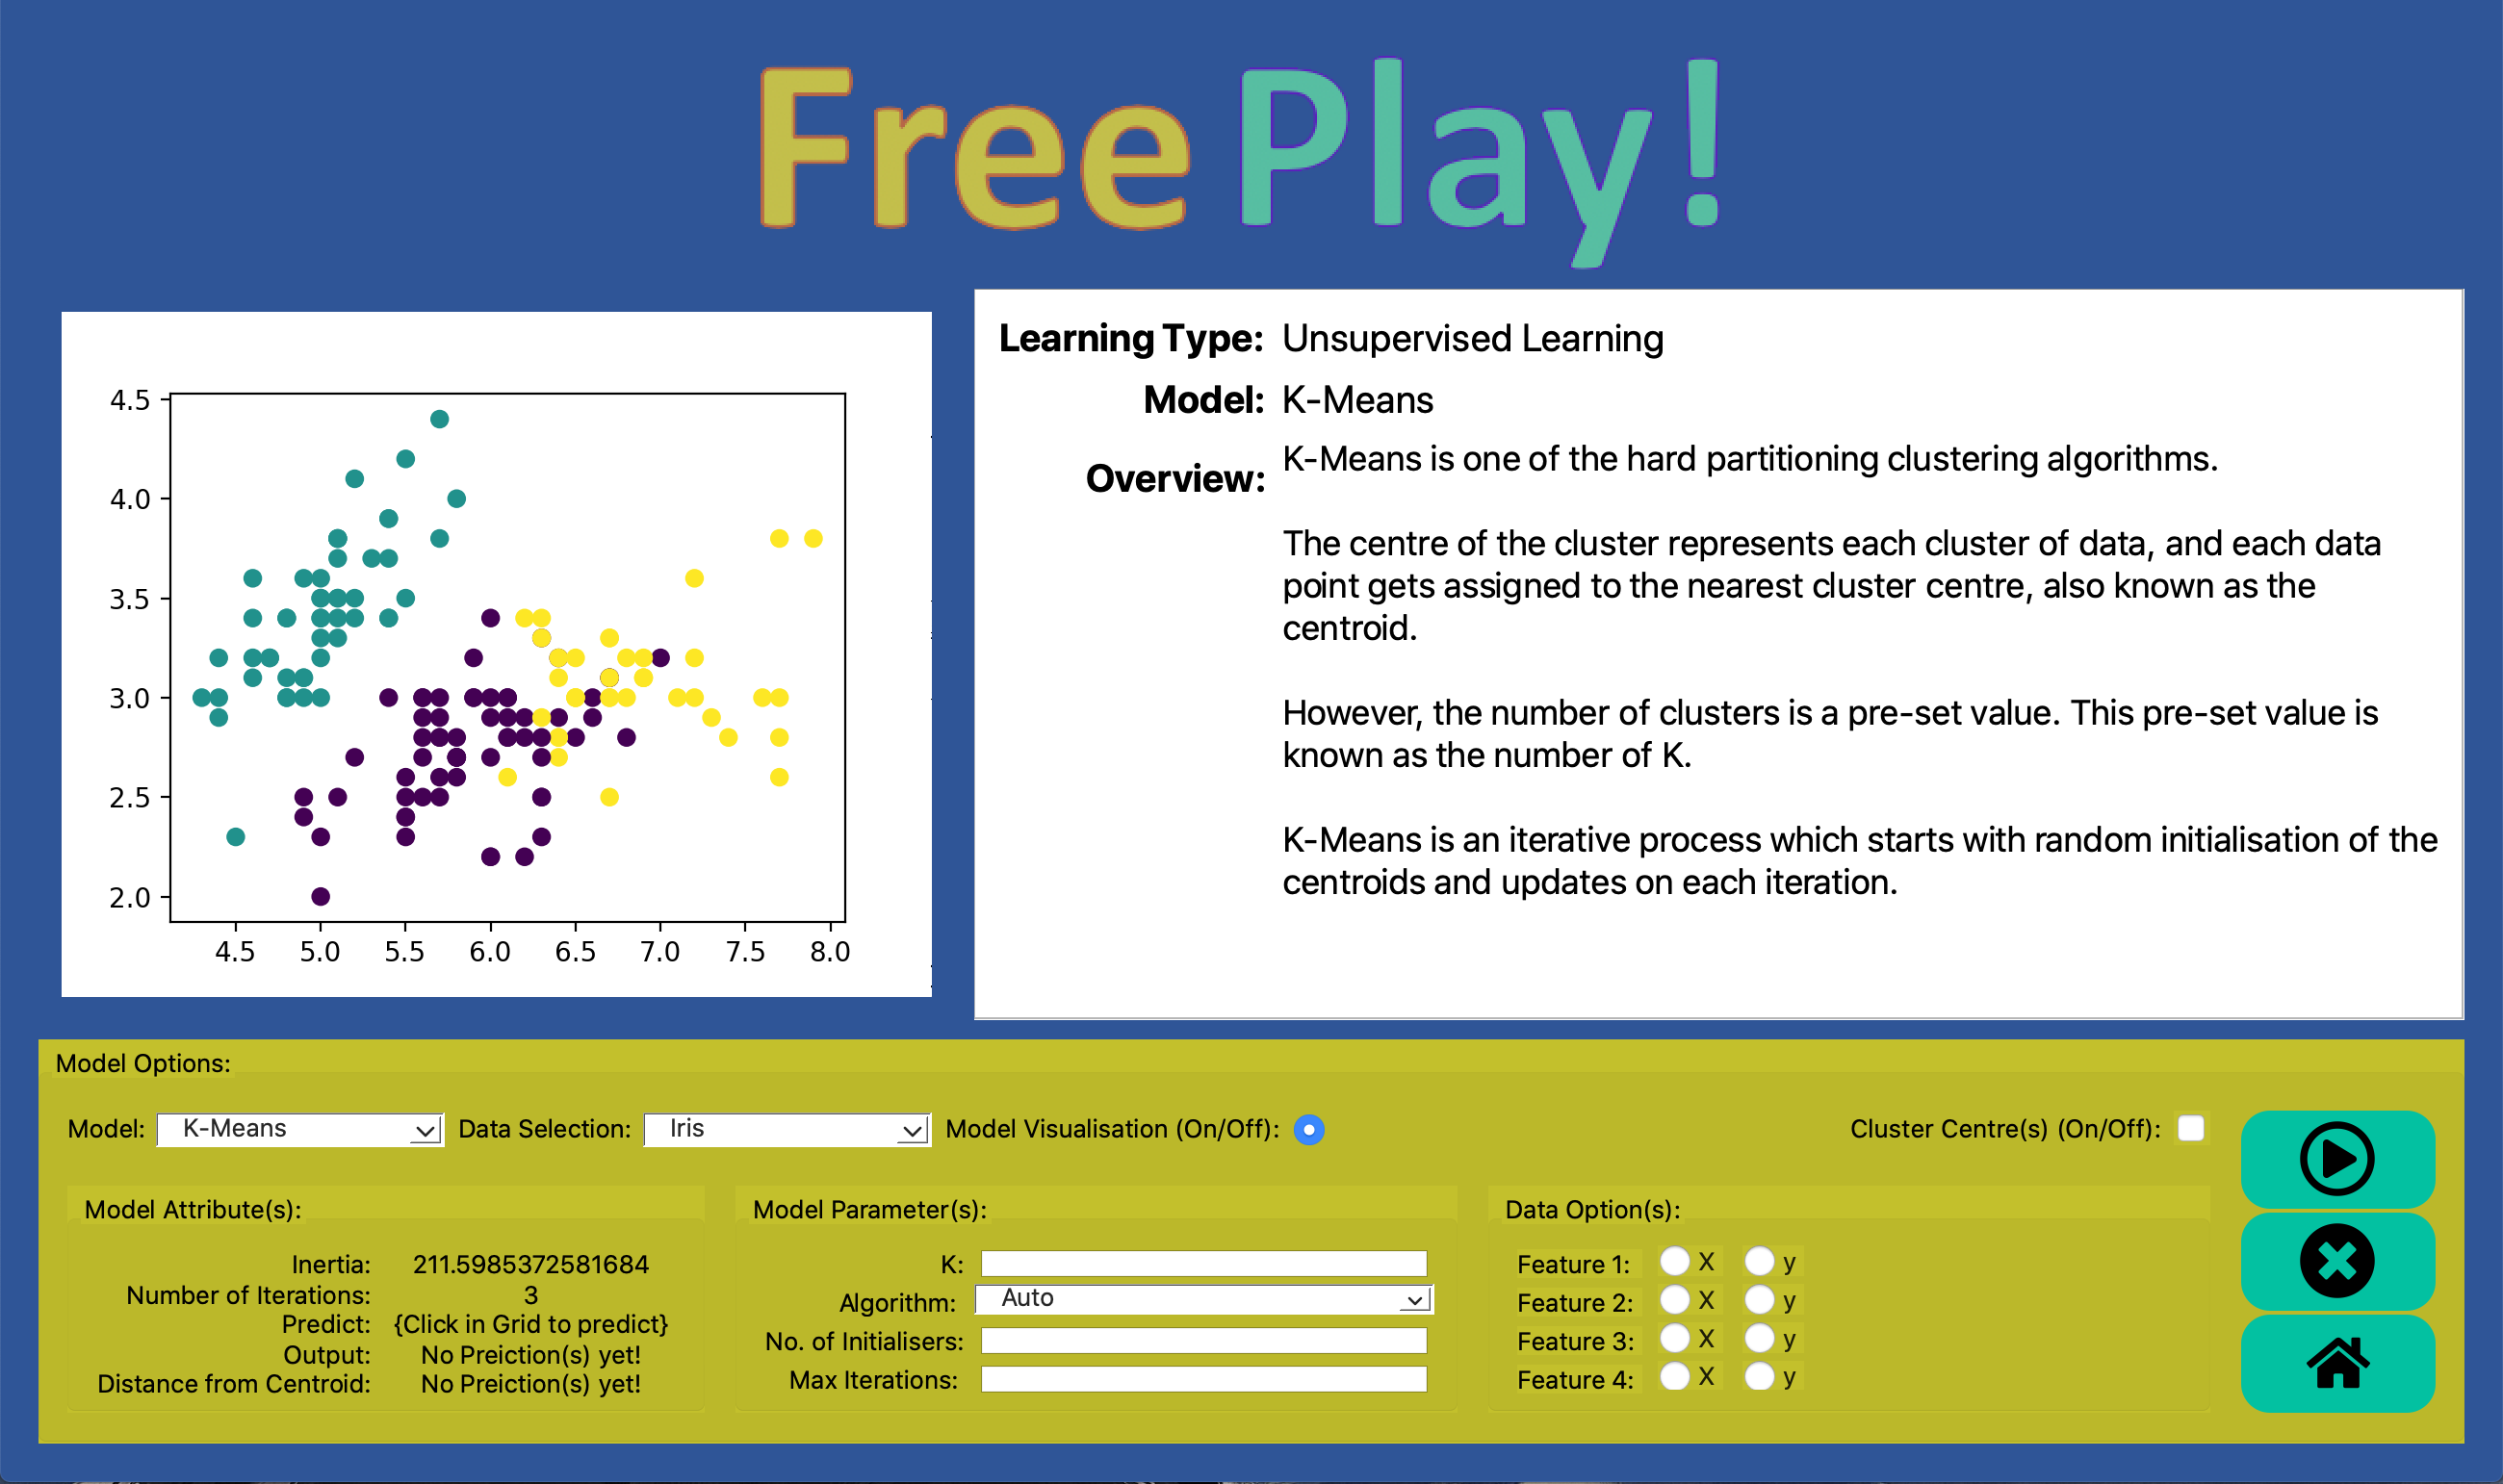 Free Play!
4.5
4.0
3.5
3.0
2.5
2.0
4.5 5.0 5.5 6.0 6.5 7.0 7.5 8.0
Learning Type: Unsupervised Learning
Model: K-Means
Overview: K-Means is one of the hard partitioning clustering algorithms.
The centre of the cluster represents each cluster of data, and each data
point gets assigned to the nearest cluster centre, also known as the
centroid.
However, the number of clusters is a pre-set value. This pre-set value is
known as the number of K.
K-Means is an iterative process which starts with random initialisation of the
centroids and updates on each iteration.
Model Options:
Model: K-Means Data Selection: Iris Model Visualisation (On/Off): Cluster Centre(s) (On/Off):
Model Attribute(s):
Inertia: 211.5985372581684
Number of Iterations: 3
Predict: {Click in Grid to predict}
Output: No Preiction(s) yet!
Distance from Centroid: No Preiction(s) yet!
Model Parameter(s):
K:
Algorithm: Auto
No. of Initialisers:
Max Iterations:
Data Option(s):
Feature 1: X y
Feature 2: X y
Feature 3: X y
Feature 4: X y